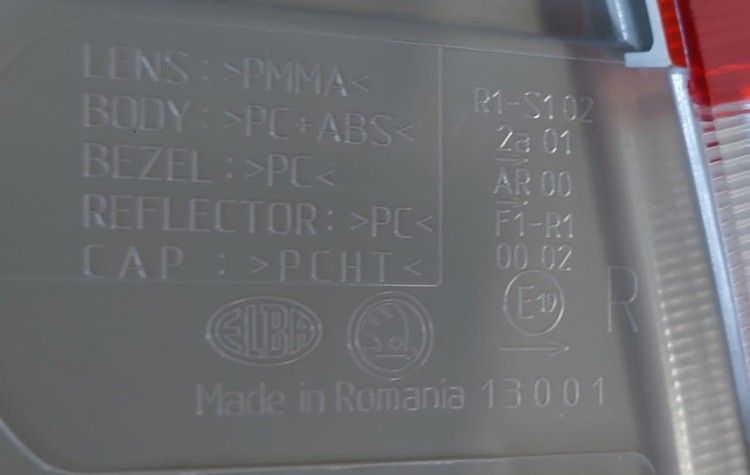 LENS : >PMMA<
BODY : >PC+ABS<
BEZEL : >PC<
REFLECTOR : >PC<
CAP : >PCHT<
R1-S1 02
2a 01
AR 00
F1-R1
00 02
E19
R
ELBA
Made in Romania 13001